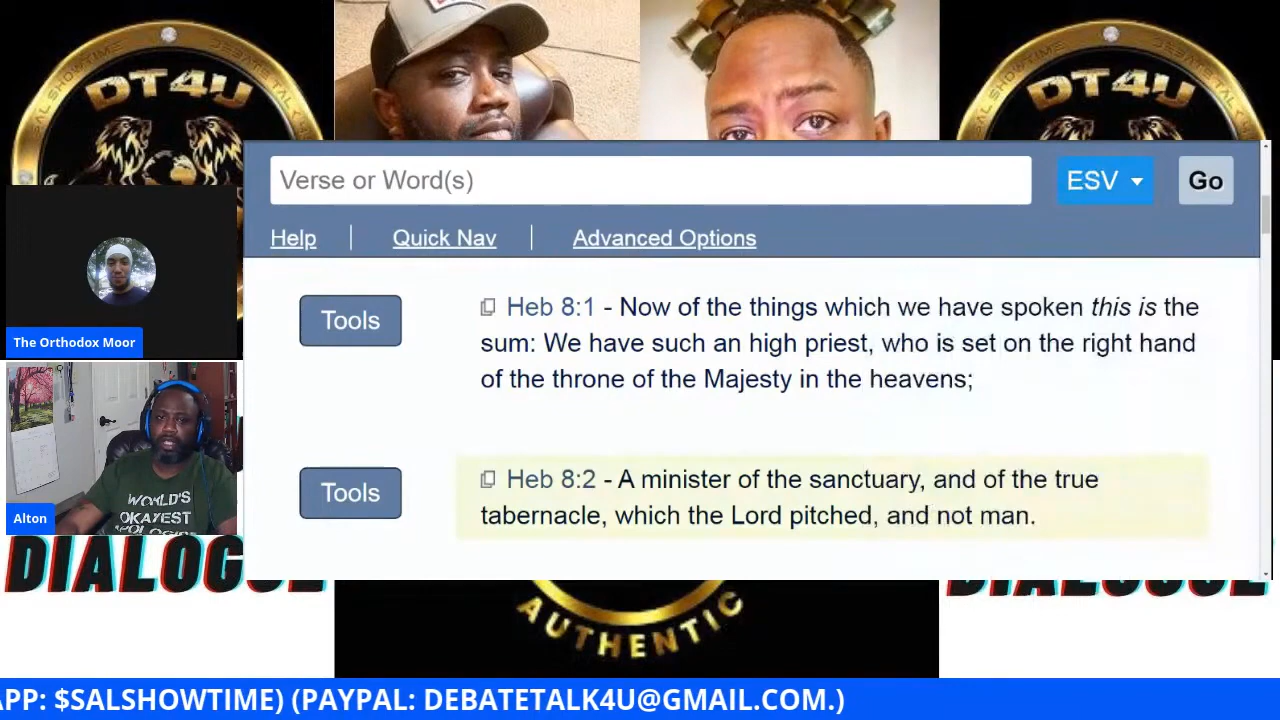 DT4U
DT4U
Verse or Word(s)
ESV
Go
Help
Quick Nav
Advanced Options
Tools
Heb 8:1 - Now of the things which we have spoken this is the
sum: We have such an high priest, who is set on the right hand
of the throne of the Majesty in the heavens;
Tools
Heb 8:2 - A minister of the sanctuary, and of the true
tabernacle, which the Lord pitched, and not man.
The Orthodox Moor
WORLD'S
OKAYEST
Alton
AUTHENTIC
APP: $SALSHOWTIME) (PAYPAL: DEBATETALK4U@GMAIL.COM.)